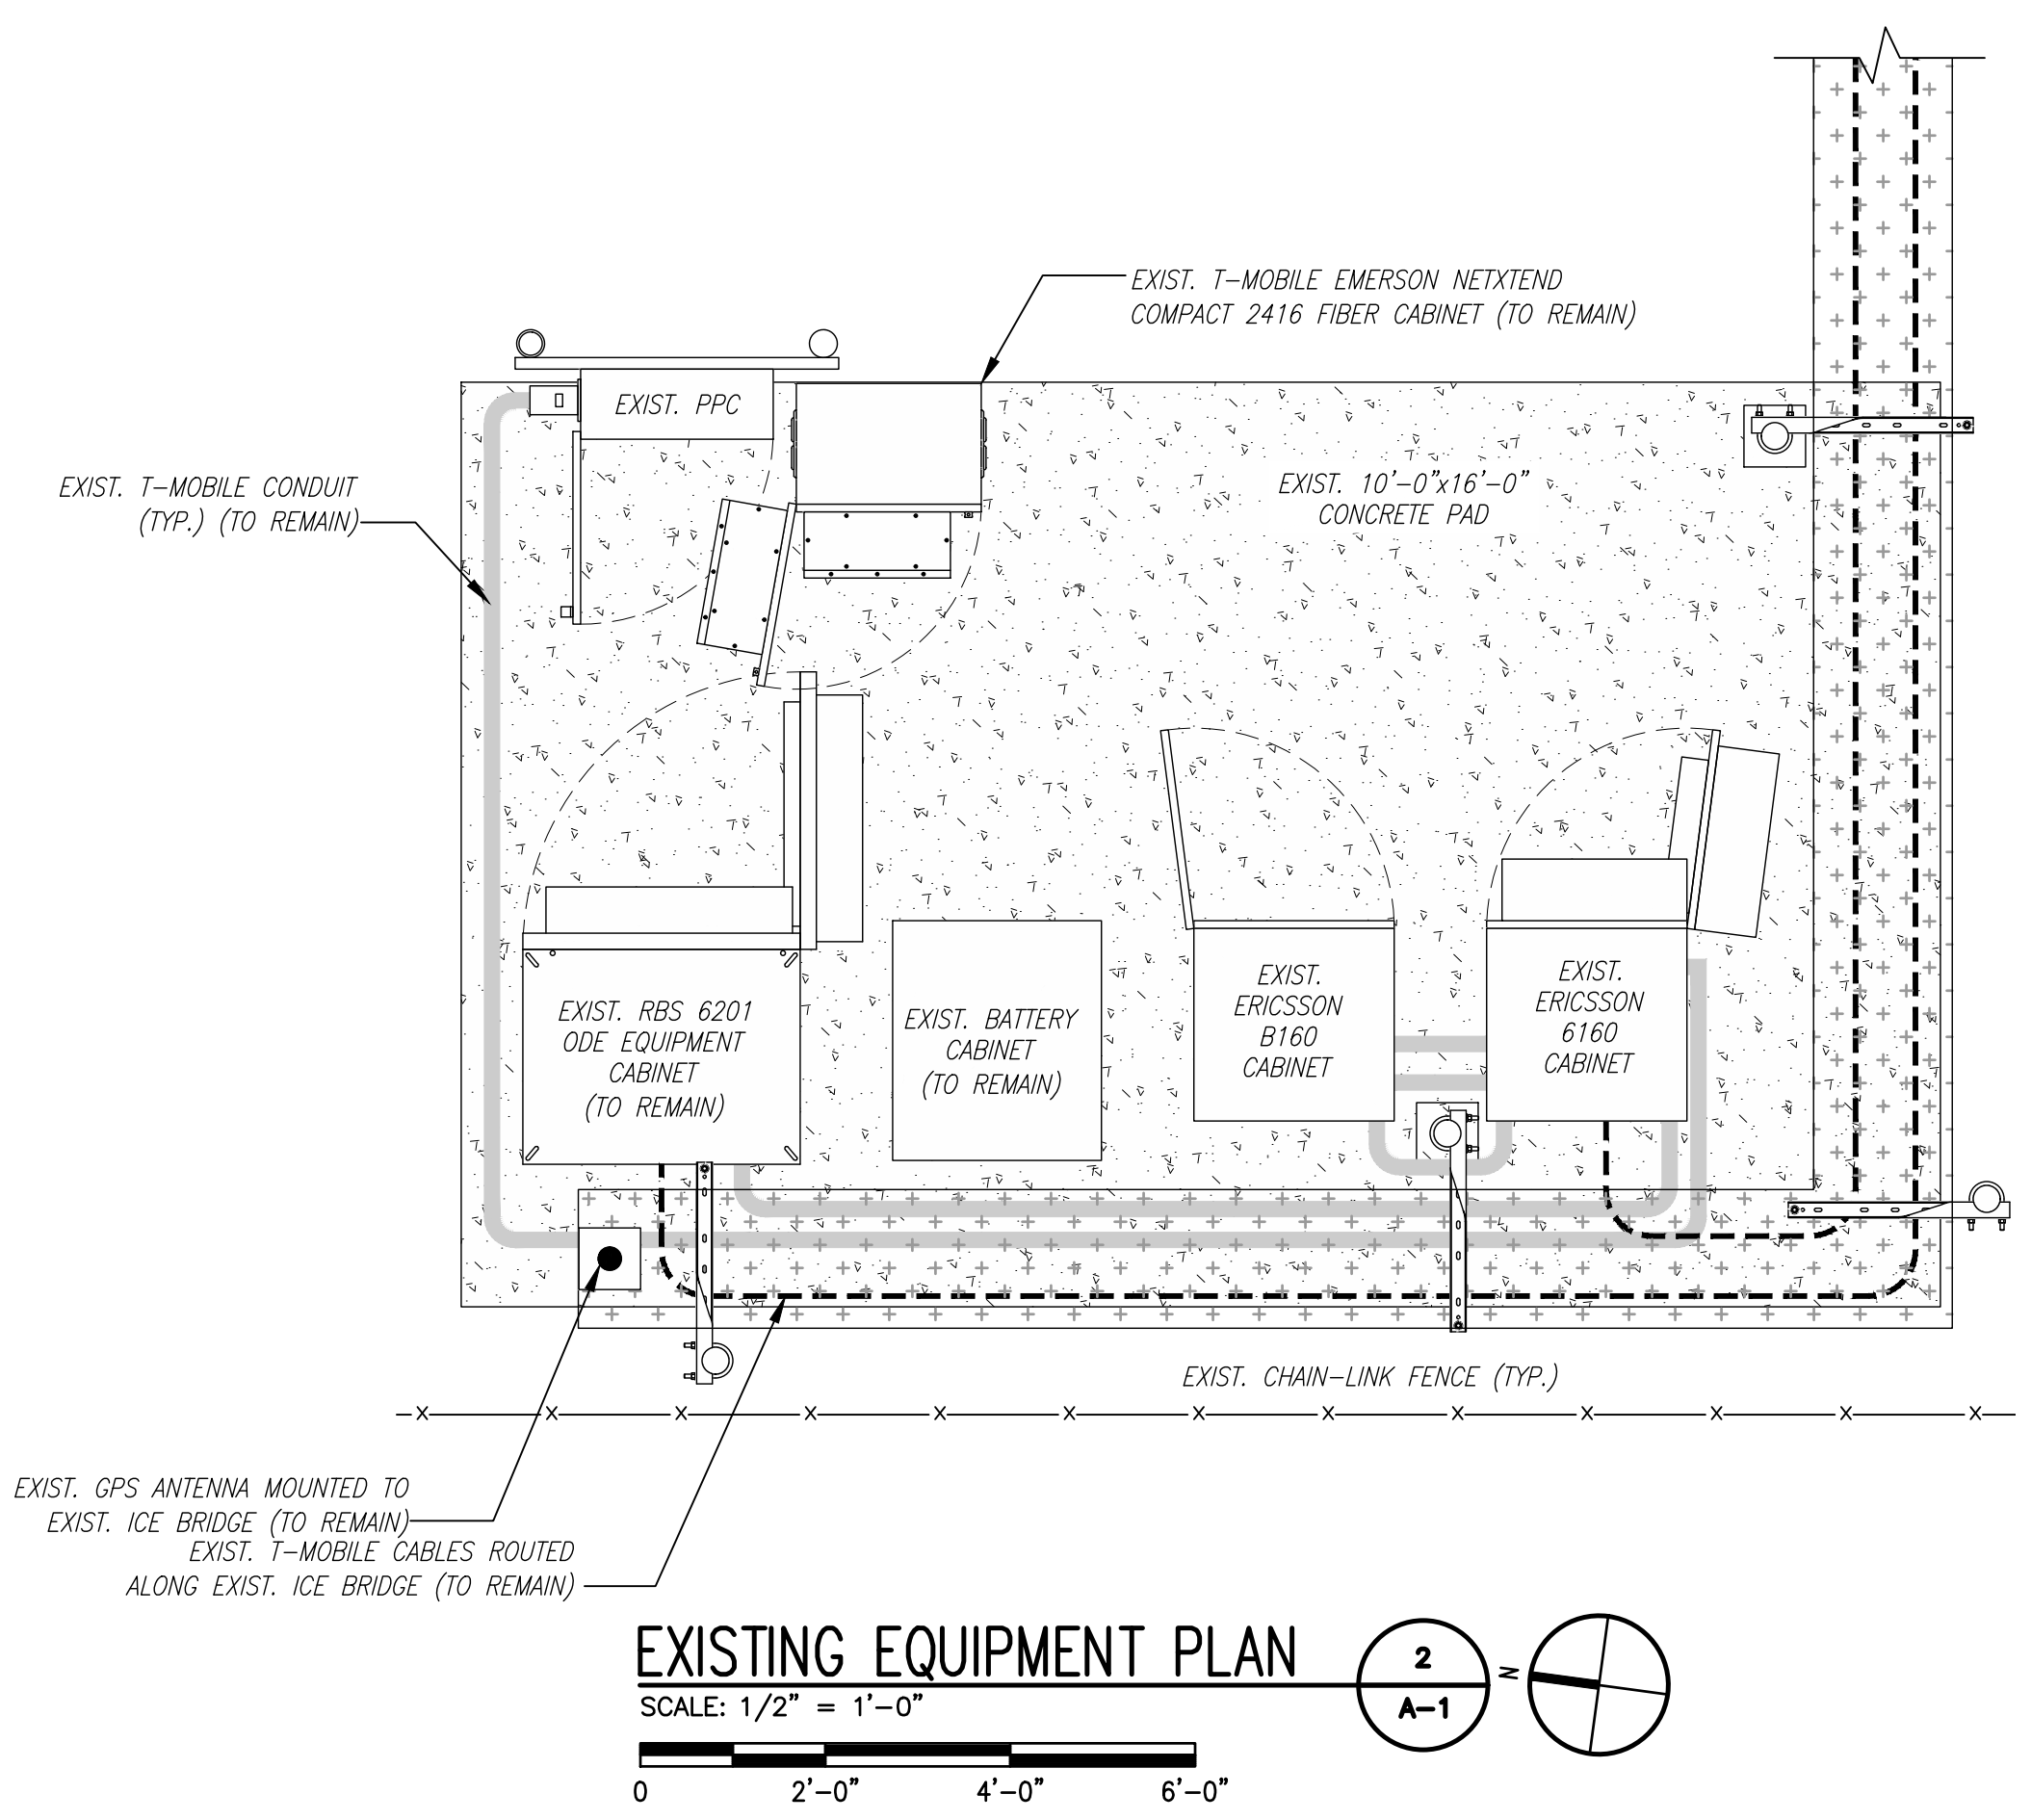 EXIST. T-MOBILE EMERSON NETXTEND
COMPACT 2416 FIBER CABINET (TO REMAIN)
EXIST. PPC
EXIST. T-MOBILE CONDUIT
(TYP.) (TO REMAIN)
EXIST. 10'-0"x16'-0"
CONCRETE PAD
EXIST. RBS 6201
ODE EQUIPMENT
CABINET
(TO REMAIN)
EXIST. BATTERY
CABINET
(TO REMAIN)
EXIST.
ERICSSON
B160
CABINET
EXIST.
ERICSSON
6160
CABINET
EXIST. CHAIN-LINK FENCE (TYP.)
X X X X X X X X X X X X X
EXIST. GPS ANTENNA MOUNTED TO
EXIST. ICE BRIDGE (TO REMAIN)
EXIST. T-MOBILE CABLES ROUTED
ALONG EXIST. ICE BRIDGE (TO REMAIN)
EXISTING EQUIPMENT PLAN
SCALE: 1/2" = 1'-0"
2
A-1
N
0 2'-0" 4'-0" 6'-0"